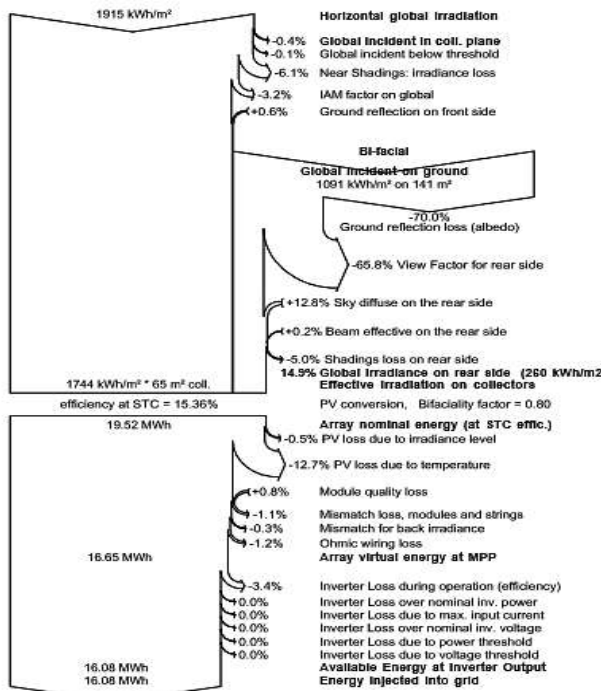 1915 kWh/m² Horizontal global irradiation
-0.4% Global incident in coll. plane
-0.1% Global incident below threshold
-6.1% Near Shadings: irradiance loss
-3.2% IAM factor on global
+0.6% Ground reflection on front side
Bi-facial
Global incident on ground
1091 kWh/m² on 141 m²
-70.0%
Ground reflection loss (albedo)
-65.8% View Factor for rear side
+12.8% Sky diffuse on the rear side
+0.2% Beam effective on the rear side
-5.0% Shadings loss on rear side
14.9% Global Irradiance on rear side (260 kWh/m2
1744 kWh/m² * 65 m² coll. Effective irradiation on collectors
efficiency at STC = 15.36% PV conversion, Bifaciality factor = 0.80
19.52 MWh Array nominal energy (at STC effic.)
-0.5% PV loss due to irradiance level
-12.7% PV loss due to temperature
+0.8% Module quality loss
-1.1% Mismatch loss, modules and strings
-0.3% Mismatch for back irradiance
-1.2% Ohmic wiring loss
16.65 MWh Array virtual energy at MPP
-3.4% Inverter Loss during operation (efficiency)
0.0% Inverter Loss over nominal inv. power
0.0% Inverter Loss due to max. input current
0.0% Inverter Loss over nominal inv. voltage
0.0% Inverter Loss due to power threshold
0.0% Inverter Loss due to voltage threshold
16.08 MWh Available Energy at Inverter Output
16.08 MWh Energy injected into grid